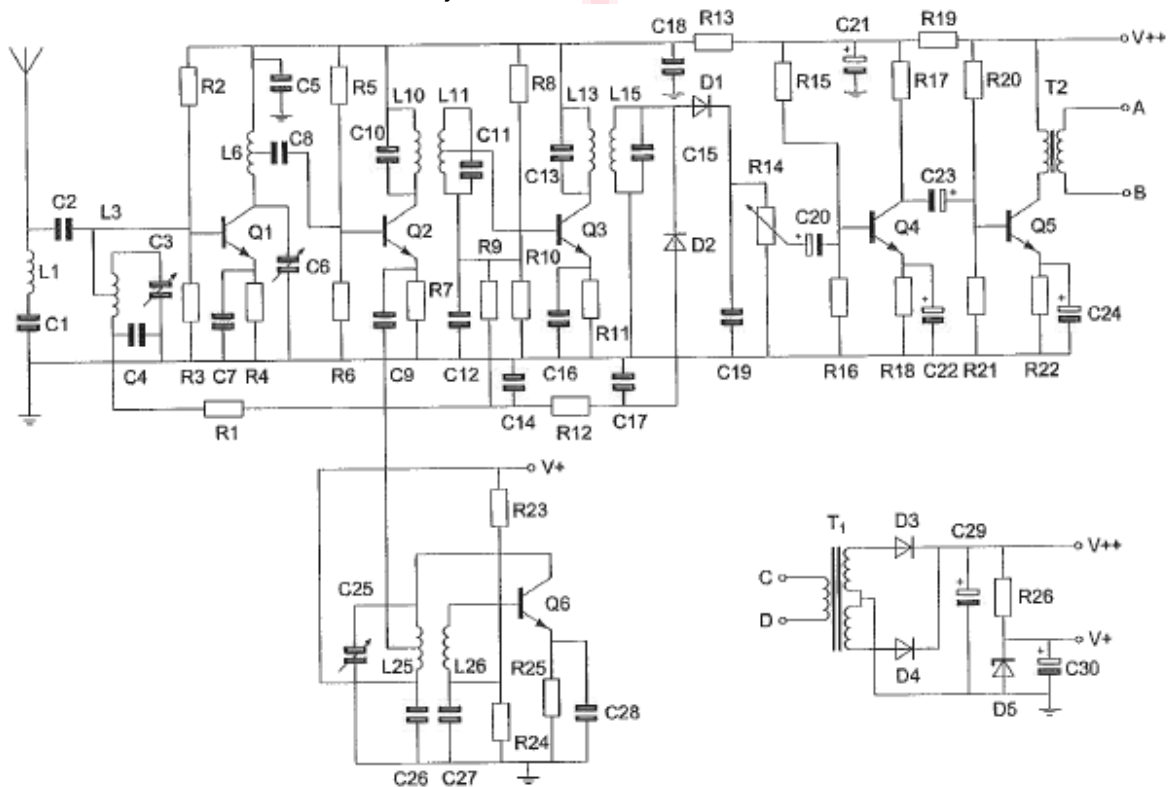 C18 R13 C21 R19 V++
R2 C5 R5 L10 L11 R8 L13 L15 D1 R15 R17 R20 T2
C8 C10 C11 A
L6 C13 C15 R14 C23
C2 L3 C3 Q1 Q2 Q3 D2 C20 Q4 Q5 B
L1 C6 R9 R10
R7
C1 R11 C24
C4 R3 C7 R4 R6 C9 C12 C16 C19 R16 R18 C22 R21 R22
R1 C14 R12 C17
V+
R23
T1 D3 C29 V++
C25 Q6 C
D R26
L25 L26 R25 D4 V+
C30
C28 D5
R24
C26 C27